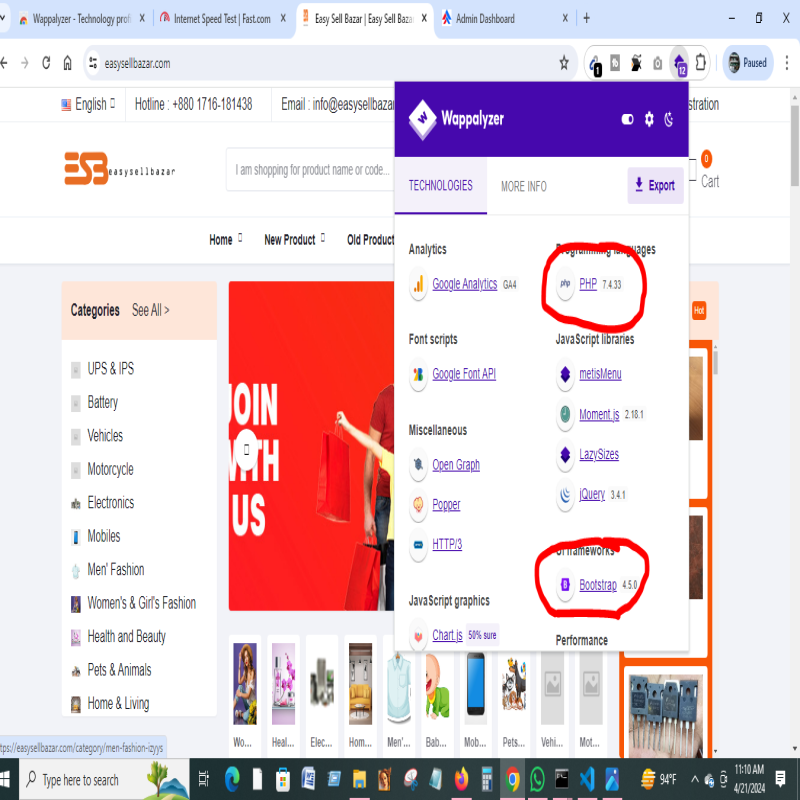 Wappalyzer - Technology prof
Internet Speed Test | Fast.com
Easy Sell Bazar | Easy Sell Baza
Admin Dashboard
easysellbazar.com
1
12
Paused
English
Hotline : +880 1716-181438
Email : info@easysellbazar
stration
Wappalyzer
ESB easysellbazar
I am shopping for product name or code...
0
Cart
TECHNOLOGIES
MORE INFO
Export
Home
New Product
Old Product
Analytics
Google Analytics GA4
Font scripts
Google Font API
Miscellaneous
Open Graph
Popper
HTTP/3
JavaScript graphics
Chart.js 50% sure
Programming languages
php PHP 7.4.33
JavaScript libraries
metisMenu
Moment.js 2.18.1
LazySizes
jQuery 3.4.1
UI frameworks
Bootstrap 4.5.0
Performance
Categories See All >
Hot
UPS & IPS
Battery
Vehicles
Motorcycle
Electronics
Mobiles
Men' Fashion
Women's & Girl's Fashion
Health and Beauty
Pets & Animals
Home & Living
JOIN
WITH
US
Wo...
Heal...
Elec...
Hom...
Men'...
Bab...
Mob...
Pets...
Vehi...
Mot...
ttps://easysellbazar.com/category/men-fashion-izyys
Type here to search
94°F
11:10 AM
4/21/2024